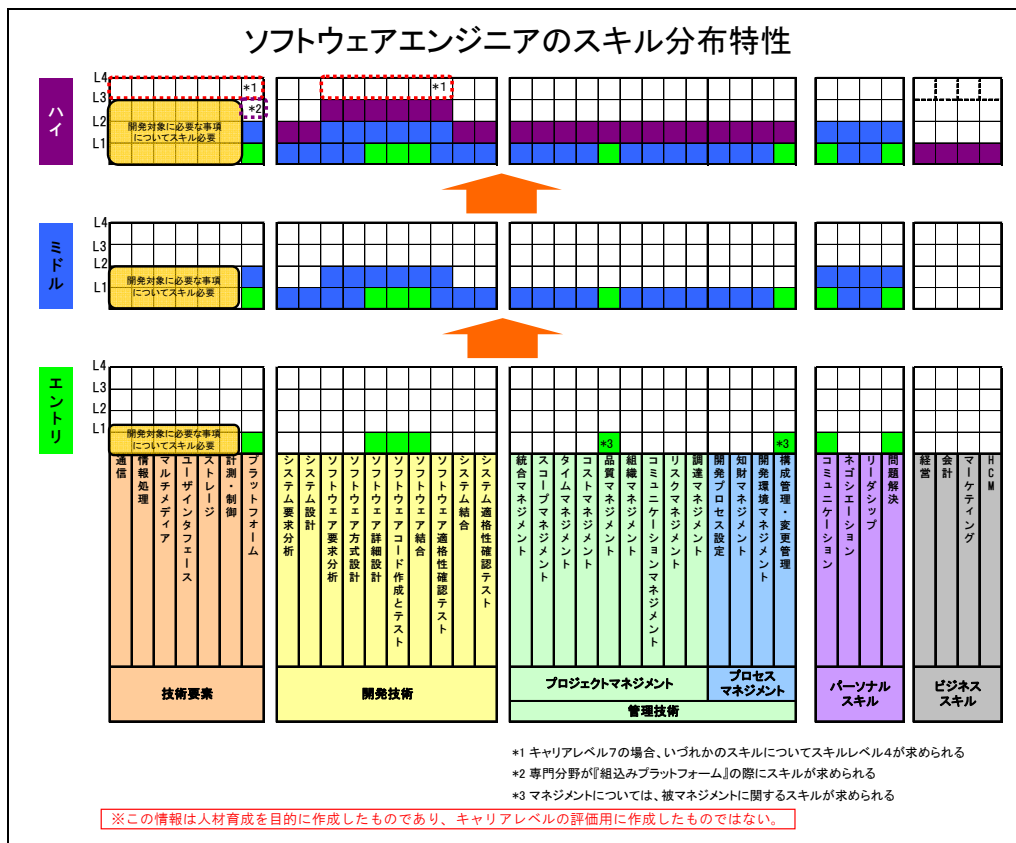 ソフトウェアエンジニアのスキル分布特性
ハイ
L4
L3
L2
L1
*1
*2
*1
開発対象に必要な事項
についてスキル必要
ミドル
L4
L3
L2
L1
開発対象に必要な事項
についてスキル必要
エントリ
L4
L3
L2
L1
開発対象に必要な事項
についてスキル必要
*3
*3
通信
情報処理
マルチメディア
ユーザインタフェース
ストレージ
計測・制御
プラットフォーム
システム要求分析
システム設計
ソフトウェア要求分析
ソフトウェア方式設計
ソフトウェア詳細設計
ソフトウェアコード作成とテスト
ソフトウェア結合
ソフトウェア適格性確認テスト
システム結合
システム適格性確認テスト
統合マネジメント
スコープマネジメント
タイムマネジメント
コストマネジメント
品質マネジメント
組織マネジメント
コミュニケーションマネジメント
リスクマネジメント
調達マネジメント
開発プロセス設定
知財マネジメント
開発環境マネジメント
構成管理・変更管理
コミュニケーション
ネゴシエーション
リーダシップ
問題解決
経営
会計
マーケティング
HCM
技術要素
開発技術
プロジェクトマネジメント
プロセス
マネジメント
管理技術
パーソナル
スキル
ビジネス
スキル
*1 キャリアレベル7の場合、いづれかのスキルについてスキルレベル4が求められる
*2 専門分野が『組込みプラットフォーム』の際にスキルが求められる
*3 マネジメントについては、被マネジメントに関するスキルが求められる
※この情報は人材育成を目的に作成したものであり、キャリアレベルの評価用に作成したものではない。